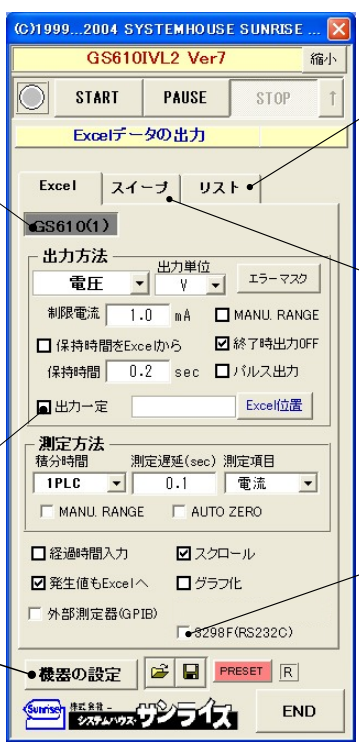 (C)1999...2004 SYSTEMHOUSE SUNRISE ...
GS610IVL2 Ver7 縮小
START PAUSE STOP ↑
Excelデータの出力
Excel スイープ リスト
GS610(1)
出力方法
出力単位
電圧 V エラーマスク
制限電流 1.0 mA MANU. RANGE
保持時間をExcelから 終了時出力OFF
保持時間 0.2 sec パルス出力
出力一定 Excel位置
測定方法
積分時間 測定遅延(sec) 測定項目
1PLC 0.1 電流
MANU. RANGE AUTO ZERO
経過時間入力 スクロール
発生値もExcelへ グラフ化
外部測定器(GPIB)
3298F(RS232C)
機器の設定 PRESET R
Sunrise 株式会社 システムハウス・サンライズ END